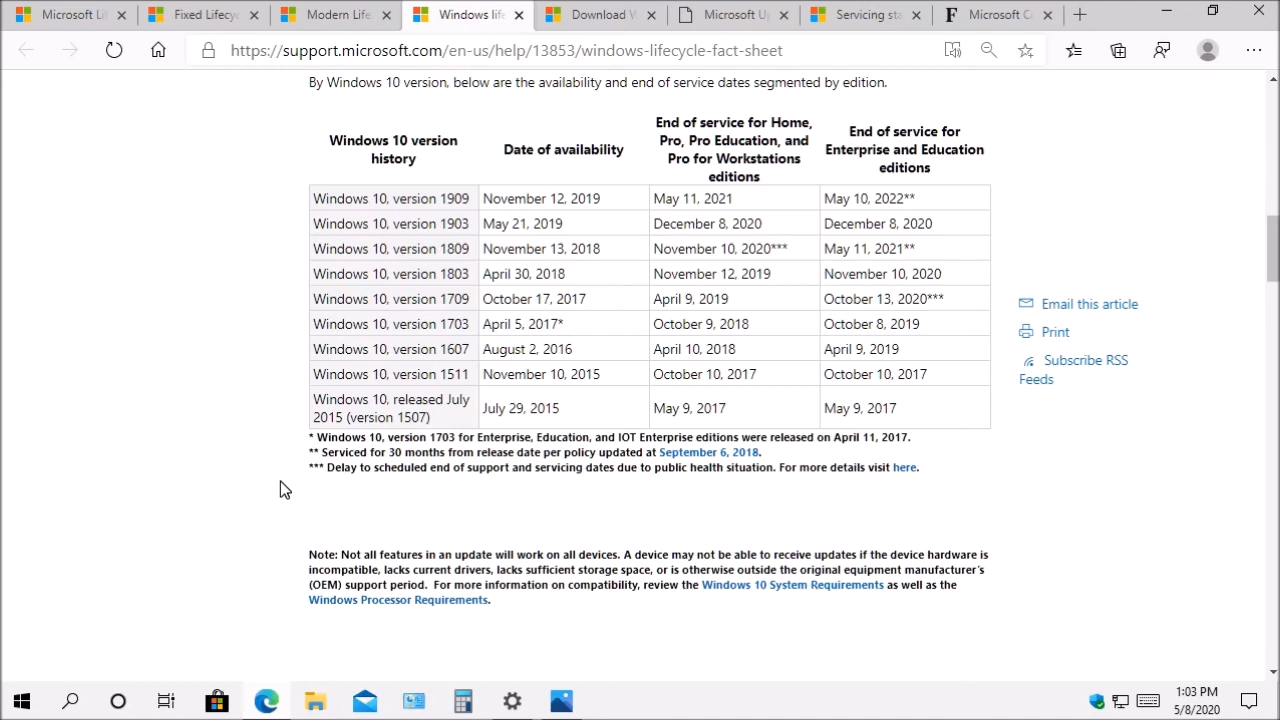 Microsoft Li
Fixed Lifecy
Modern Life
Windows life
Download W
Microsoft Up
Servicing sta
Microsoft C
https://support.microsoft.com/en-us/help/13853/windows-lifecycle-fact-sheet
By Windows 10 version, below are the availability and end of service dates segmented by edition.
Windows 10 version history
Date of availability
End of service for Home, Pro, Pro Education, and Pro for Workstations editions
End of service for Enterprise and Education editions
Windows 10, version 1909 November 12, 2019 May 11, 2021 May 10, 2022**
Windows 10, version 1903 May 21, 2019 December 8, 2020 December 8, 2020
Windows 10, version 1809 November 13, 2018 November 10, 2020*** May 11, 2021**
Windows 10, version 1803 April 30, 2018 November 12, 2019 November 10, 2020
Windows 10, version 1709 October 17, 2017 April 9, 2019 October 13, 2020***
Windows 10, version 1703 April 5, 2017* October 9, 2018 October 8, 2019
Windows 10, version 1607 August 2, 2016 April 10, 2018 April 9, 2019
Windows 10, version 1511 November 10, 2015 October 10, 2017 October 10, 2017
Windows 10, released July 2015 (version 1507) July 29, 2015 May 9, 2017 May 9, 2017
* Windows 10, version 1703 for Enterprise, Education, and IOT Enterprise editions were released on April 11, 2017.
** Serviced for 30 months from release date per policy updated at September 6, 2018.
*** Delay to scheduled end of support and servicing dates due to public health situation. For more details visit here.
Email this article
Print
Subscribe RSS
Feeds
Note: Not all features in an update will work on all devices. A device may not be able to receive updates if the device hardware is
incompatible, lacks current drivers, lacks sufficient storage space, or is otherwise outside the original equipment manufacturer's
(OEM) support period. For more information on compatibility, review the Windows 10 System Requirements as well as the
Windows Processor Requirements.
1:03 PM
5/8/2020